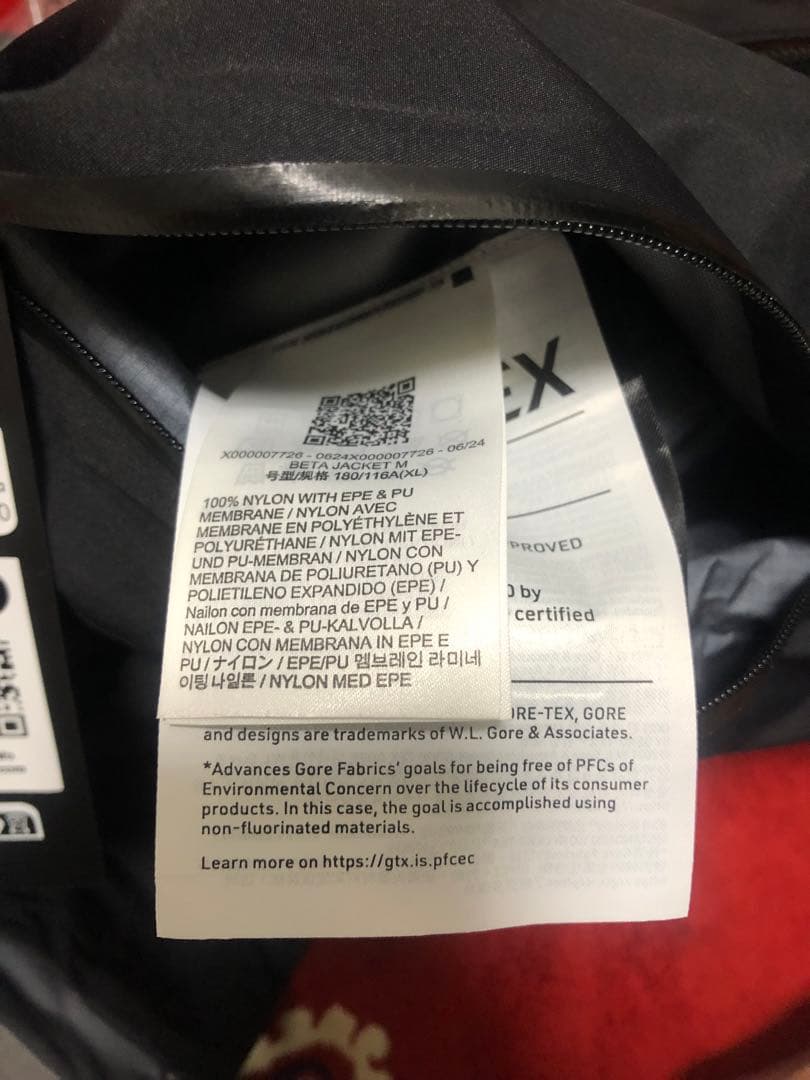 X000007726 - 0624X000007726 - 06/24
BETA JACKET M
号型/规格 180/116A(XL)
100% NYLON WITH EPE & PU
MEMBRANE / NYLON AVEC
MEMBRANE EN POLYÉTHYLÈNE ET
POLYURÉTHANE / NYLON MIT EPE-
UND PU-MEMBRAN / NYLON CON
MEMBRANA DE POLIURETANO (PU) Y
POLIETILENO EXPANDIDO (EPE) /
Nailon con membrana de EPE y PU /
NAILON EPE- & PU-KALVOLLA /
NYLON CON MEMBRANA IN EPE E
PU / ナイロン / EPE/PU 멤브레인 라미네
이팅 나일론 / NYLON MED EPE
EX
PROVED
by
certified
ORE-TEX, GORE
and designs are trademarks of W.L. Gore & Associates.
*Advances Gore Fabrics' goals for being free of PFCs of
Environmental Concern over the lifecycle of its consumer
products. In this case, the goal is accomplished using
non-fluorinated materials.
Learn more on https://gtx.is.pfcec